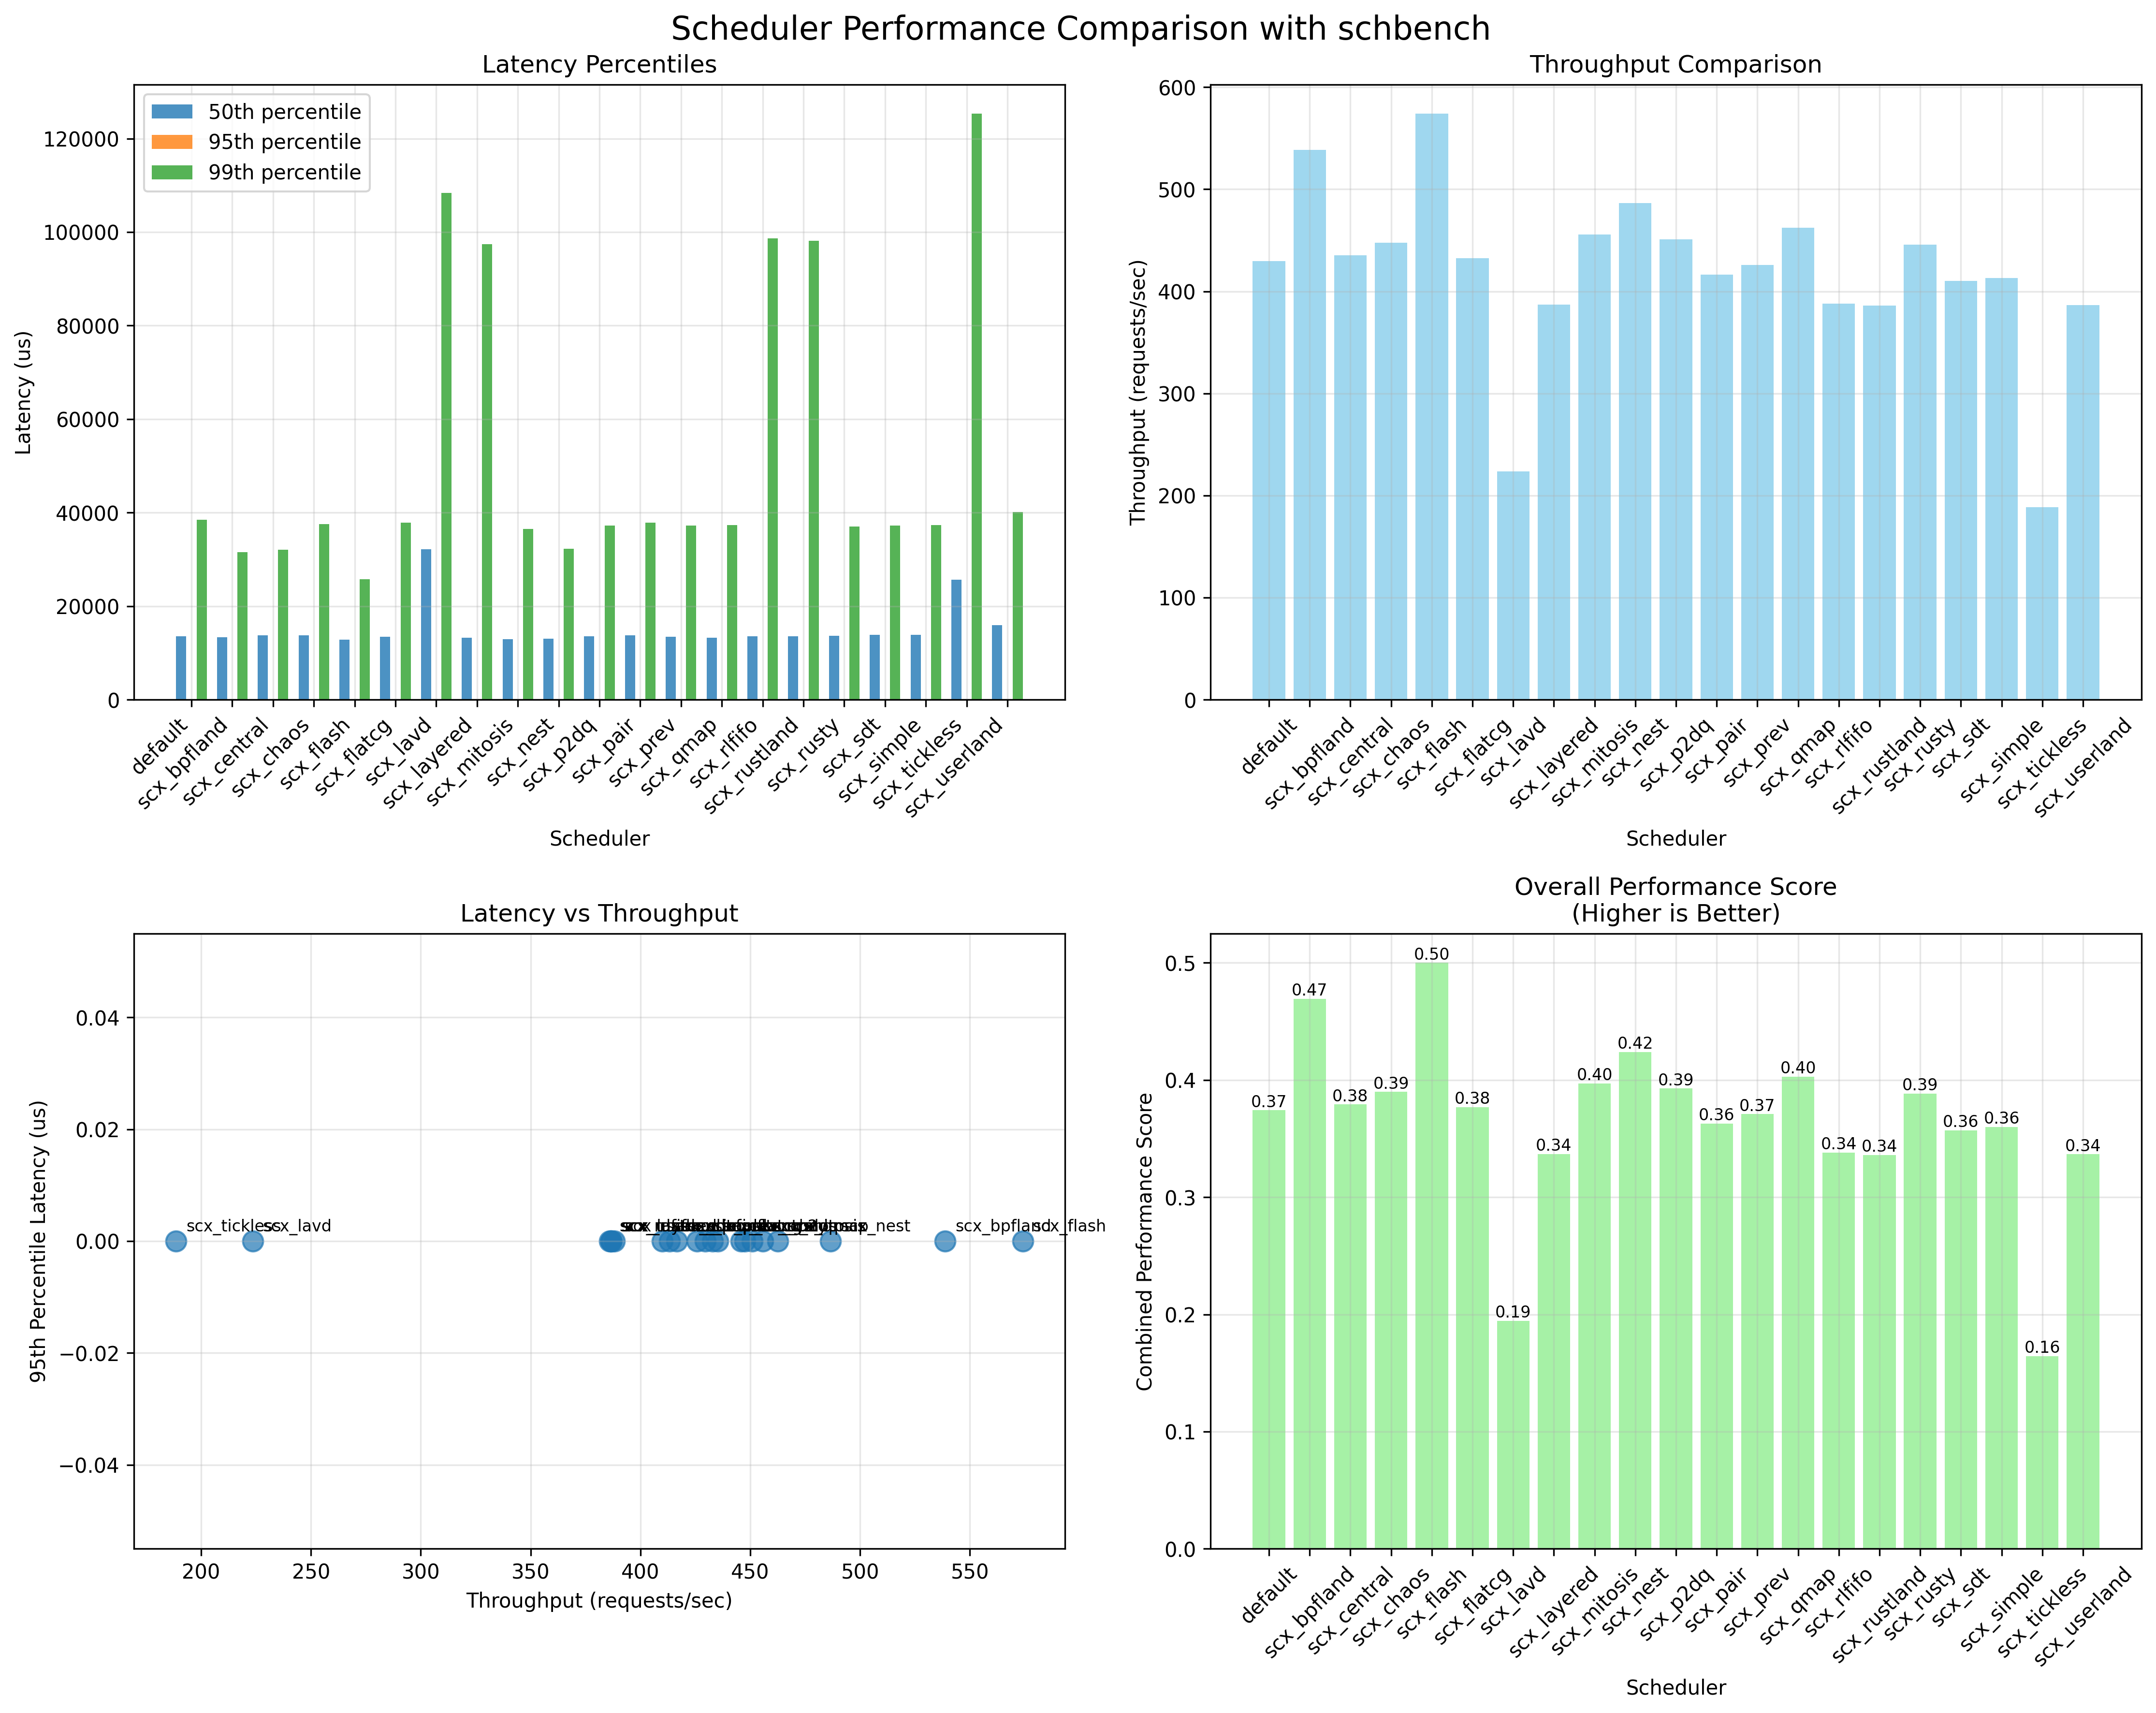 Scheduler Performance Comparison with schbench
Latency Percentiles
50th percentile
95th percentile
99th percentile
120000
100000
80000
60000
40000
20000
0
Latency (us)
default
scx_bpfland
scx_central
scx_chaos
scx_flash
scx_flatcg
scx_lavd
scx_layered
scx_mitosis
scx_nest
scx_p2dq
scx_pair
scx_prev
scx_qmap
scx_rlfifo
scx_rustland
scx_rusty
scx_sdt
scx_simple
scx_tickless
scx_userland
Scheduler
Throughput Comparison
600
500
400
300
200
100
0
Throughput (requests/sec)
default
scx_bpfland
scx_central
scx_chaos
scx_flash
scx_flatcg
scx_lavd
scx_layered
scx_mitosis
scx_nest
scx_p2dq
scx_pair
scx_prev
scx_qmap
scx_rlfifo
scx_rustland
scx_rusty
scx_sdt
scx_simple
scx_tickless
scx_userland
Scheduler
Latency vs Throughput
0.04
0.02
0.00
−0.02
−0.04
95th Percentile Latency (us)
scx_tickless
scx_lavd
scx_nest
scx_bpfland
scx_flash
200 250 300 350 400 450 500 550
Throughput (requests/sec)
Overall Performance Score
(Higher is Better)
0.5
0.4
0.3
0.2
0.1
0.0
Combined Performance Score
0.37
0.47
0.38
0.39
0.50
0.38
0.19
0.34
0.40
0.42
0.39
0.36
0.37
0.40
0.34
0.34
0.39
0.36
0.36
0.16
0.34
default
scx_bpfland
scx_central
scx_chaos
scx_flash
scx_flatcg
scx_lavd
scx_layered
scx_mitosis
scx_nest
scx_p2dq
scx_pair
scx_prev
scx_qmap
scx_rlfifo
scx_rustland
scx_rusty
scx_sdt
scx_simple
scx_tickless
scx_userland
Scheduler